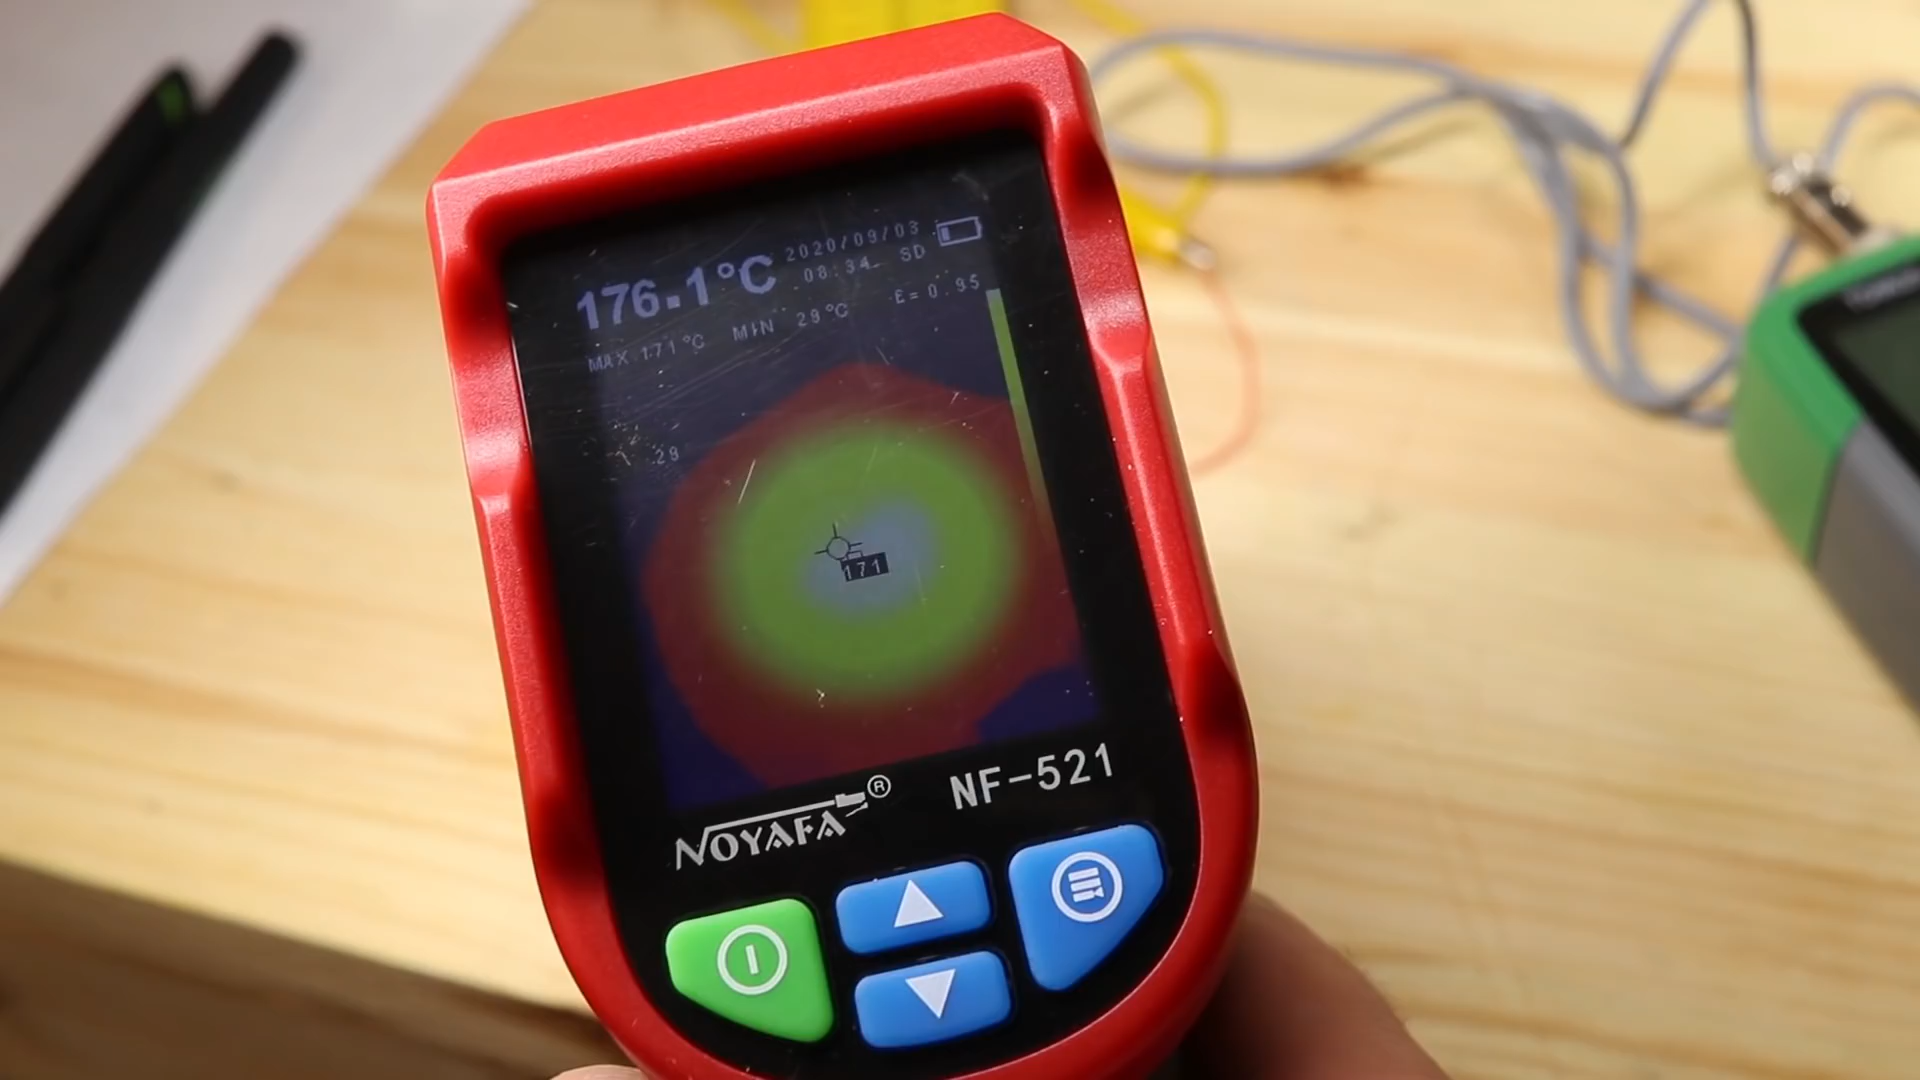 176.1°C
2020/09/03
08:34 SD
MAX 171°C MIN 29°C E=0.95
29
171
NOYAFA®
NF-521